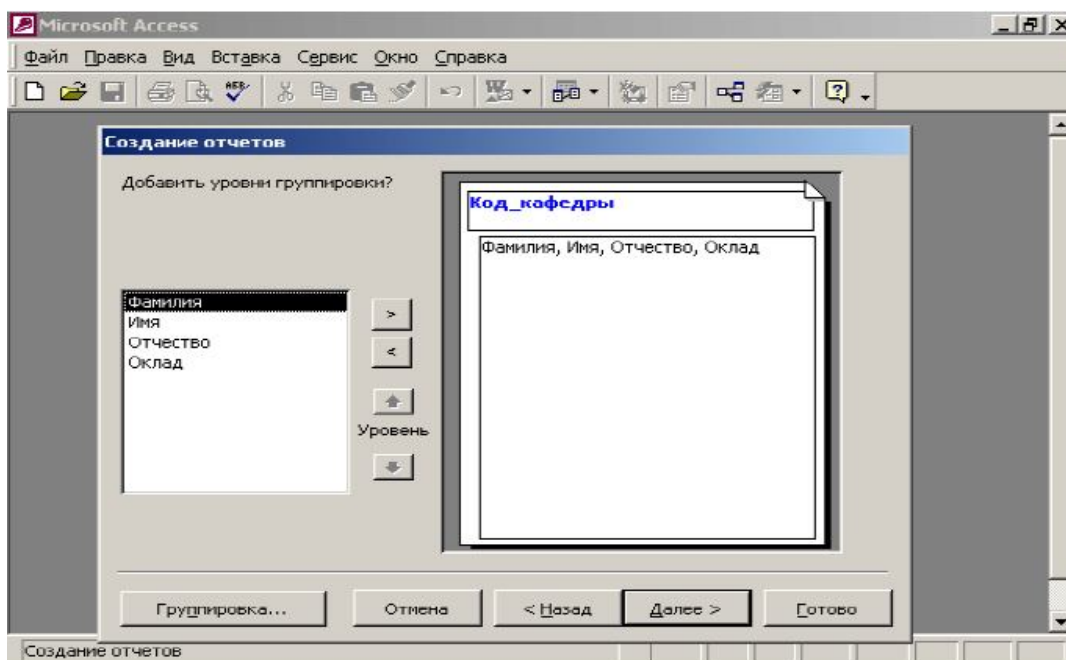 Microsoft Access
Файл Правка Вид Вставка Сервис Окно Справка
Создание отчетов
Добавить уровни группировки?
Код_кафедры
Фамилия, Имя, Отчество, Оклад
Фамилия
Имя
Отчество
Оклад
>
<
Уровень
Группировка... Отмена < Назад Далее > Готово
Создание отчетов